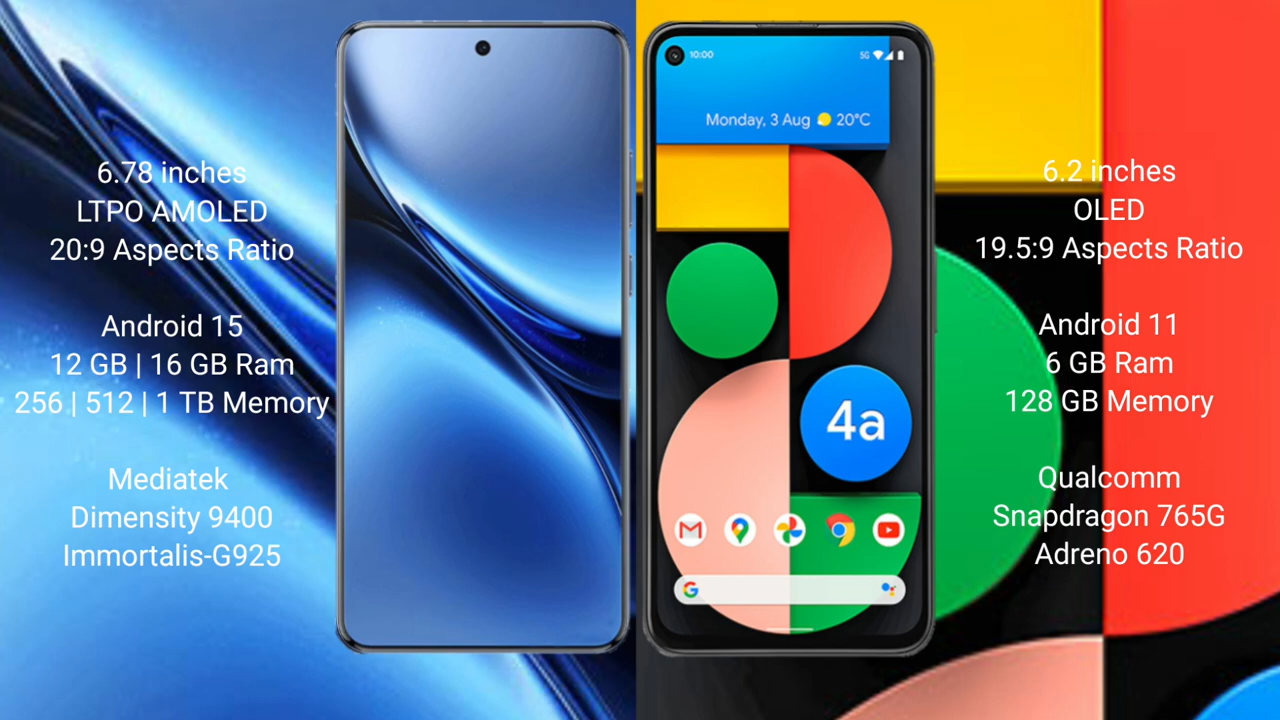 6.78 inches
LTPO AMOLED
20:9 Aspects Ratio
Android 15
12 GB | 16 GB Ram
256 | 512 | 1 TB Memory
Mediatek
Dimensity 9400
Immortalis-G925
10:00
5G
Monday, 3 Aug 20°C
4a
6.2 inches
OLED
19.5:9 Aspects Ratio
Android 11
6 GB Ram
128 GB Memory
Qualcomm
Snapdragon 765G
Adreno 620